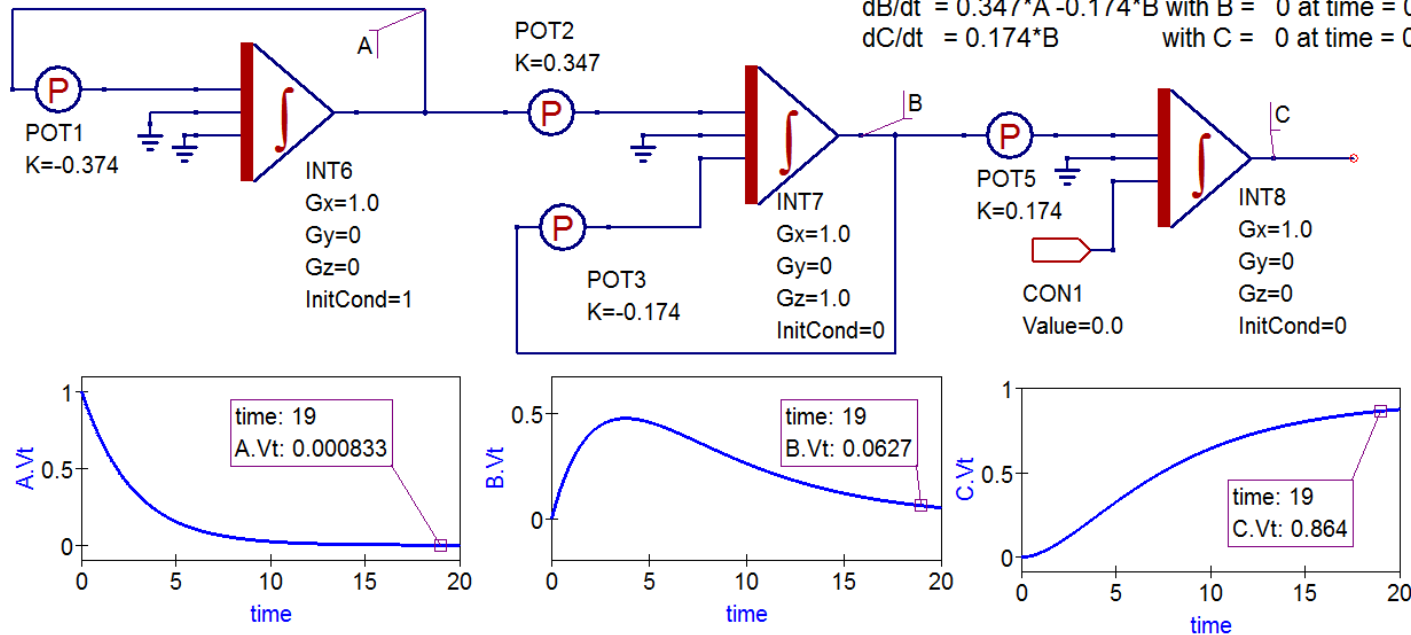 dB/dt = 0.347*A -0.174*B with B = 0 at time = 0
dC/dt = 0.174*B with C = 0 at time = 0
A
P
POT1
K=-0.374
∫
INT6
Gx=1.0
Gy=0
Gz=0
InitCond=1
POT2
K=0.347
P
B
∫
INT7
Gx=1.0
Gy=0
Gz=1.0
InitCond=0
P
POT3
K=-0.174
P
POT5
K=0.174
C
∫
INT8
Gx=1.0
Gy=0
Gz=0
InitCond=0
CON1
Value=0.0
A.Vt
1
0.5
0
time: 19
A.Vt: 0.000833
0 5 10 15 20
time
B.Vt
0.5
0
time: 19
B.Vt: 0.0627
0 5 10 15 20
time
C.Vt
1
0.5
0
time: 19
C.Vt: 0.864
0 5 10 15 20
time